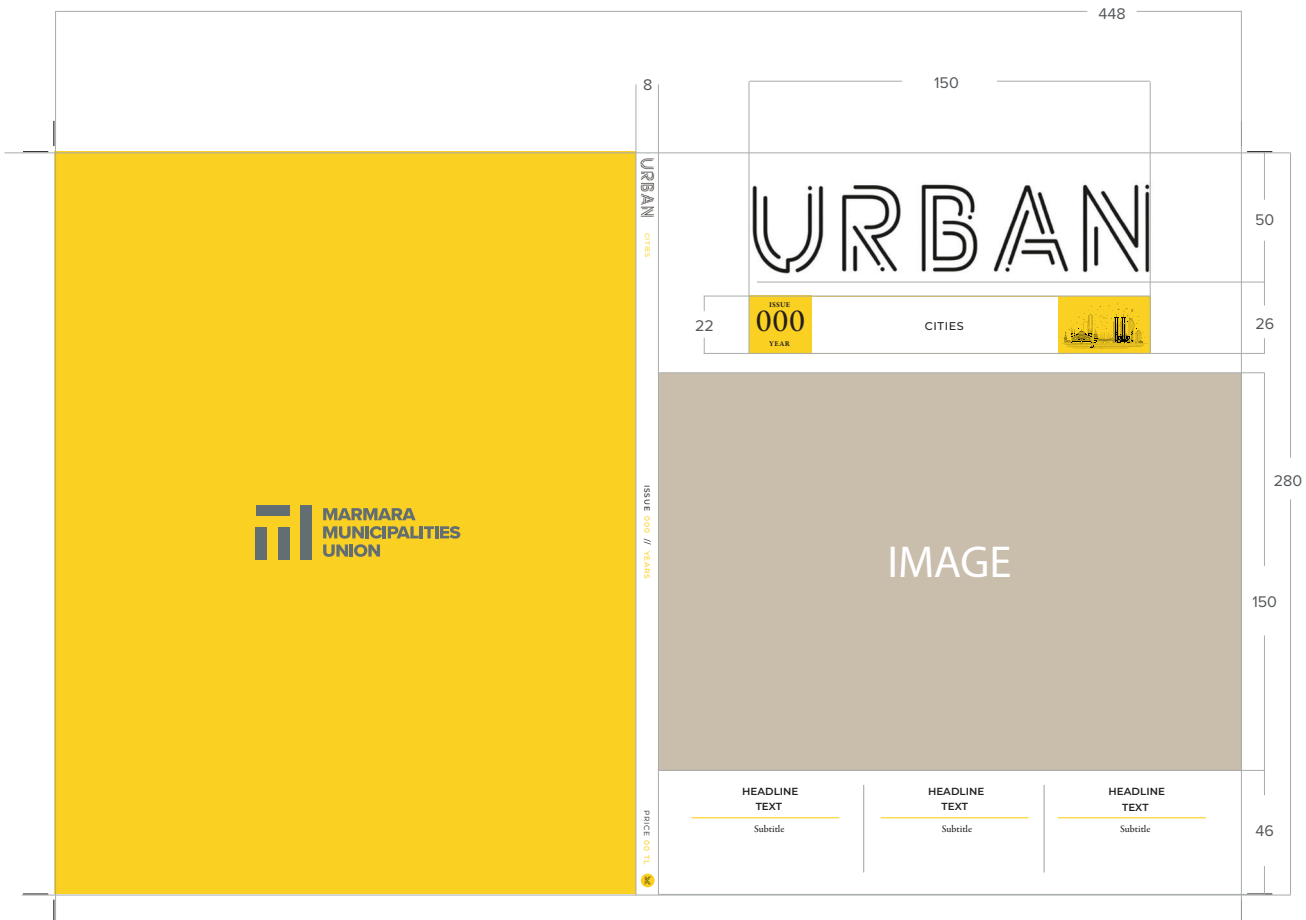 448
8
150
URBAN
CITIES
ISSUE 000 // YEARS
PRICE 00 TL
MARMARA
MUNICIPALITIES
UNION
URBAN
50
22
ISSUE
000
YEAR
CITIES
26
280
IMAGE
150
HEADLINE
TEXT
Subtitle
HEADLINE
TEXT
Subtitle
HEADLINE
TEXT
Subtitle
46